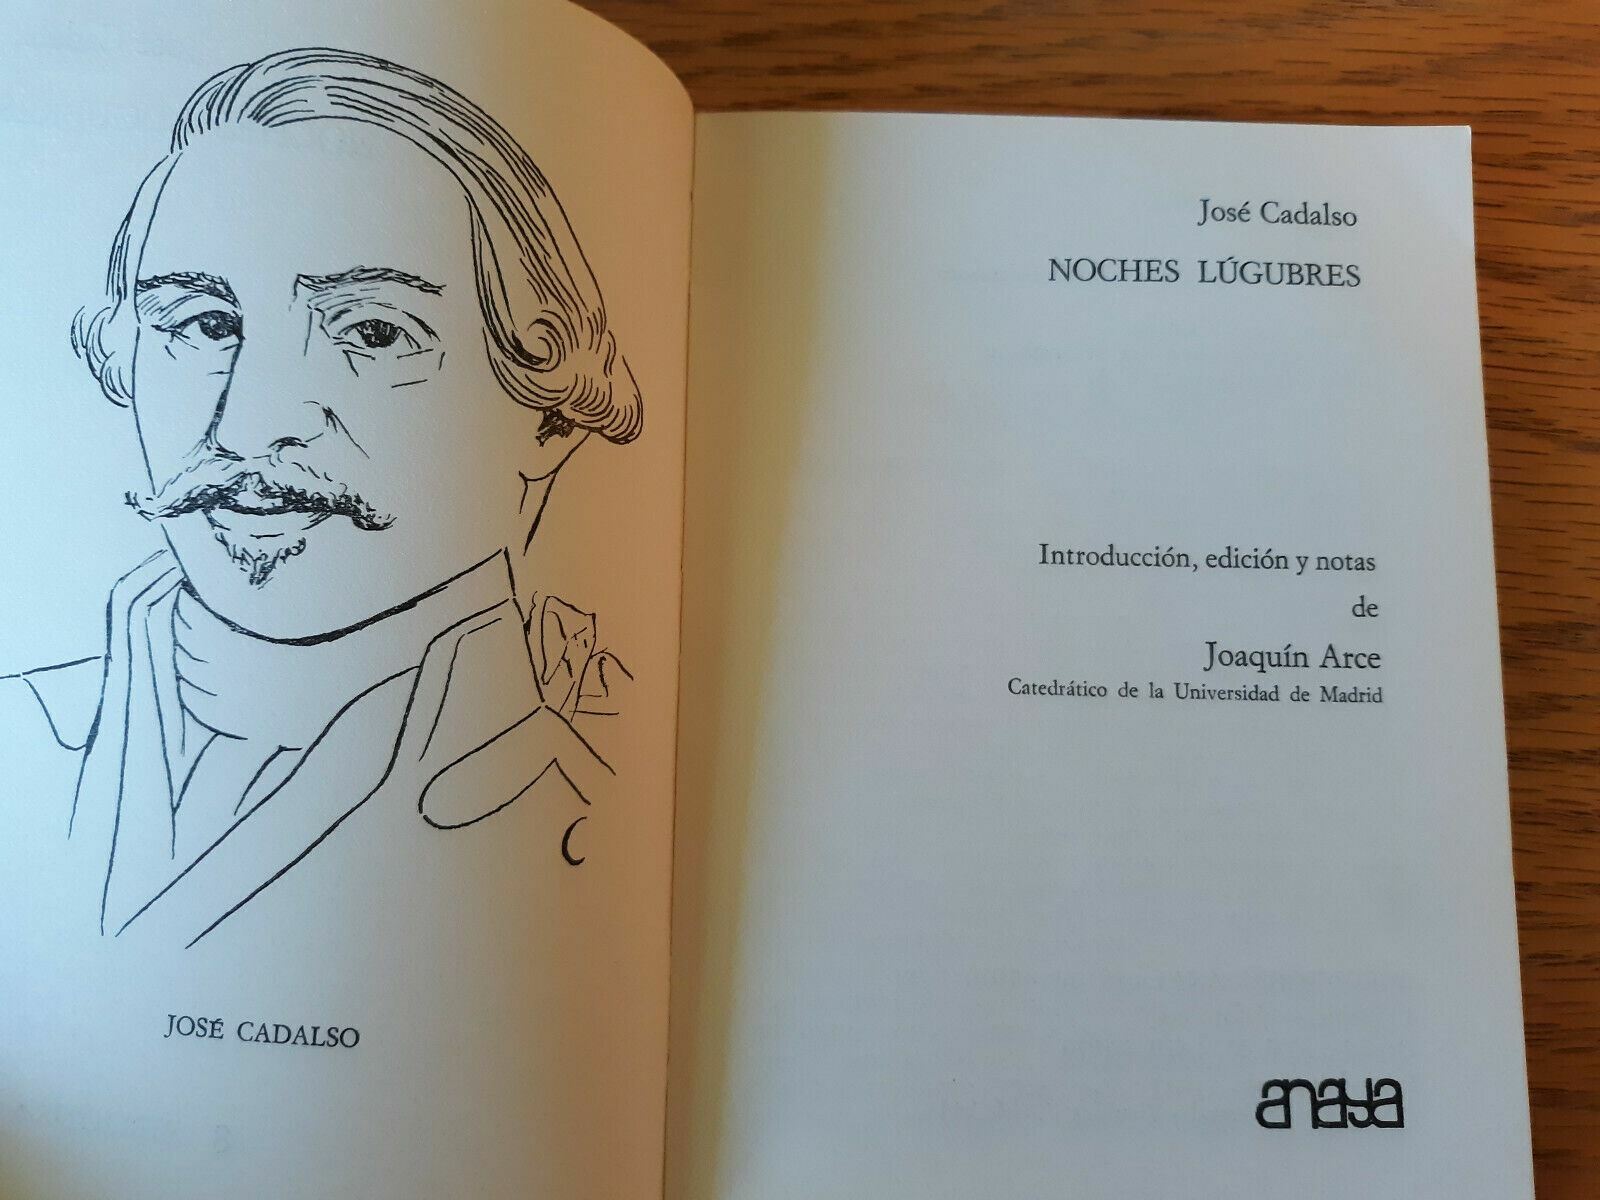 JOSÉ CADALSO
José Cadalso
NOCHES LÚGUBRES
Introducción, edición y notas
de
Joaquín Arce
Catedrático de la Universidad de Madrid
anaya